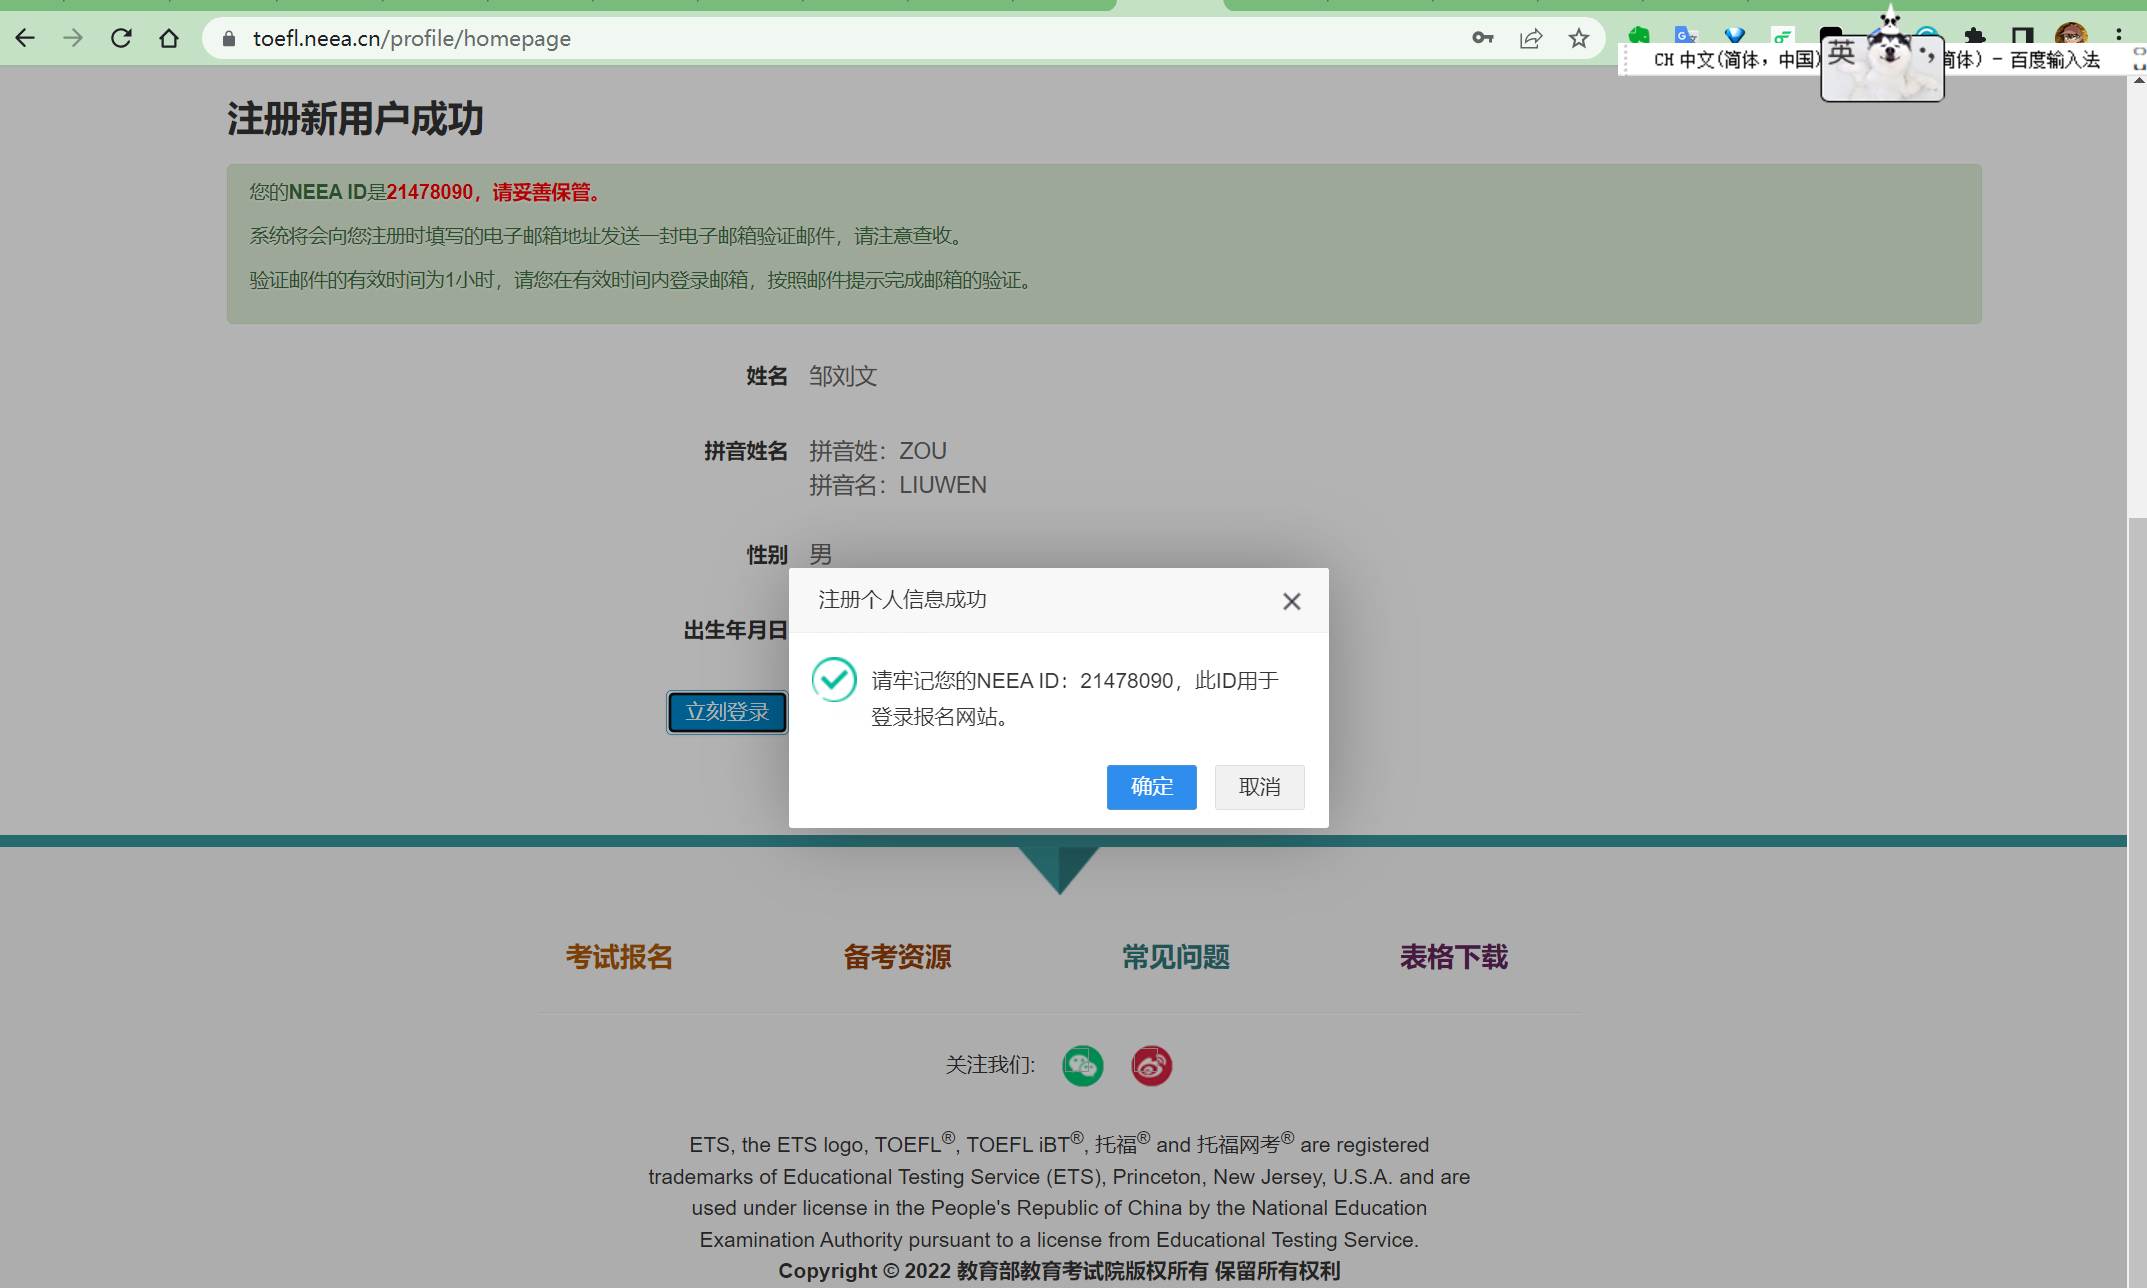 toefl.neea.cn/profile/homepage
CH 中文(简体，中国)
英
简体) - 百度输入法
注册新用户成功
您的NEEA ID是21478090，请妥善保管。
系统将会向您注册时填写的电子邮箱地址发送一封电子邮箱验证邮件，请注意查收。
验证邮件的有效时间为1小时，请您在有效时间内登录邮箱，按照邮件提示完成邮箱的验证。
姓名 邹刘文
拼音姓名 拼音姓：ZOU
拼音名：LIUWEN
性别 男
出生年月日
立刻登录
注册个人信息成功
请牢记您的NEEA ID：21478090，此ID用于
登录报名网站。
确定 取消
考试报名 备考资源 常见问题 表格下载
关注我们:
ETS, the ETS logo, TOEFL®, TOEFL iBT®, 托福® and 托福网考® are registered
trademarks of Educational Testing Service (ETS), Princeton, New Jersey, U.S.A. and are
used under license in the People's Republic of China by the National Education
Examination Authority pursuant to a license from Educational Testing Service.
Copyright © 2022 教育部教育考试院版权所有 保留所有权利